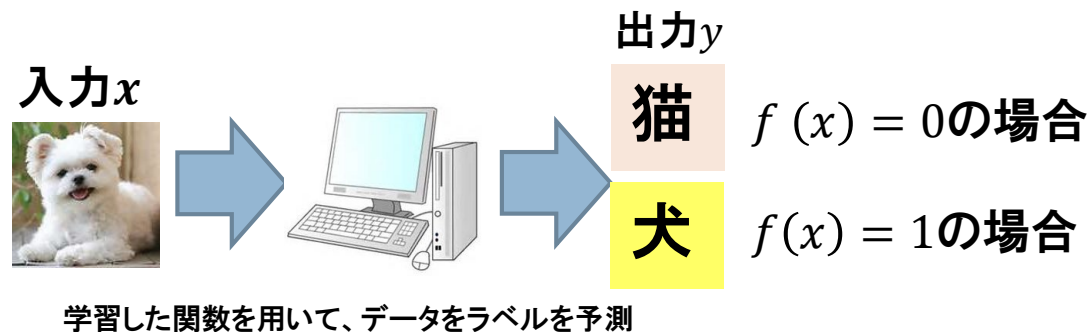 入力x
出力y
猫
f (x) = 0の場合
犬
f(x) = 1の場合
学習した関数を用いて、データをラベルを予測